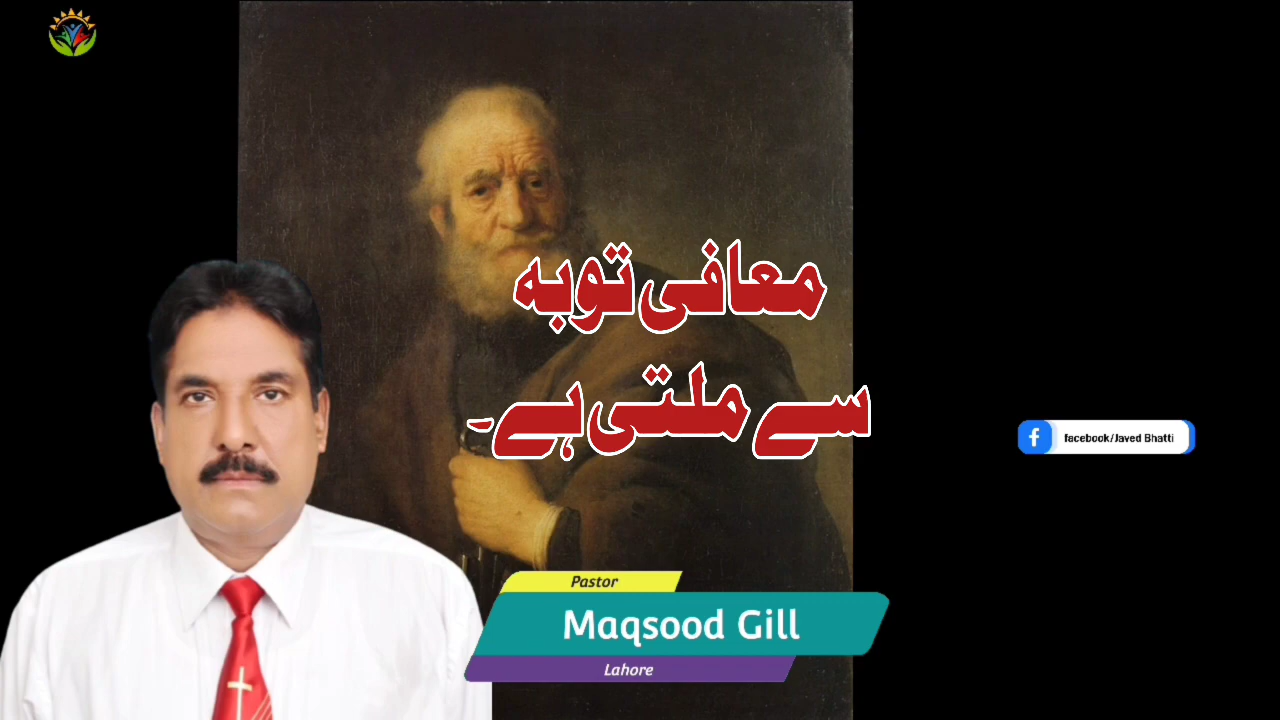 معافی توبہ
سے ملتی ہے۔
facebook/Javed Bhatti
Pastor
Maqsood Gill
Lahore